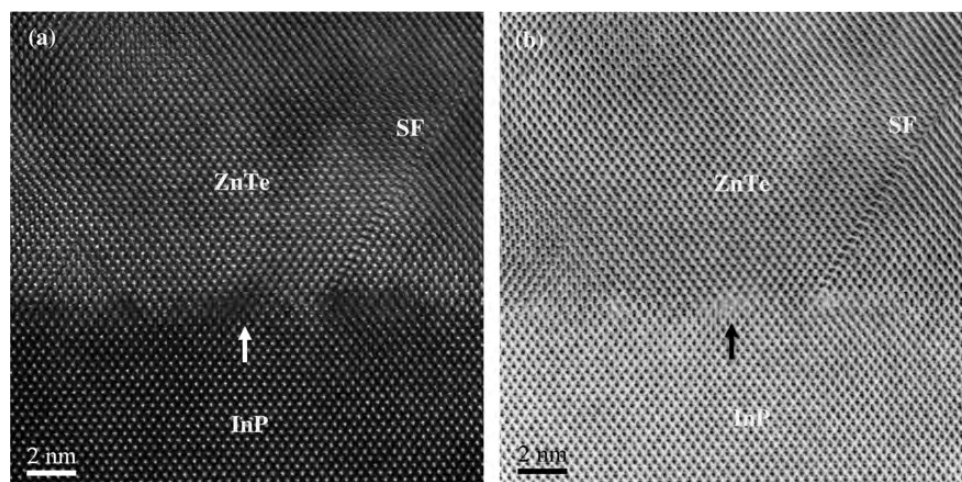 (a)
SF
ZnTe
InP
2 nm
(b)
SF
ZnTe
InP
2 nm